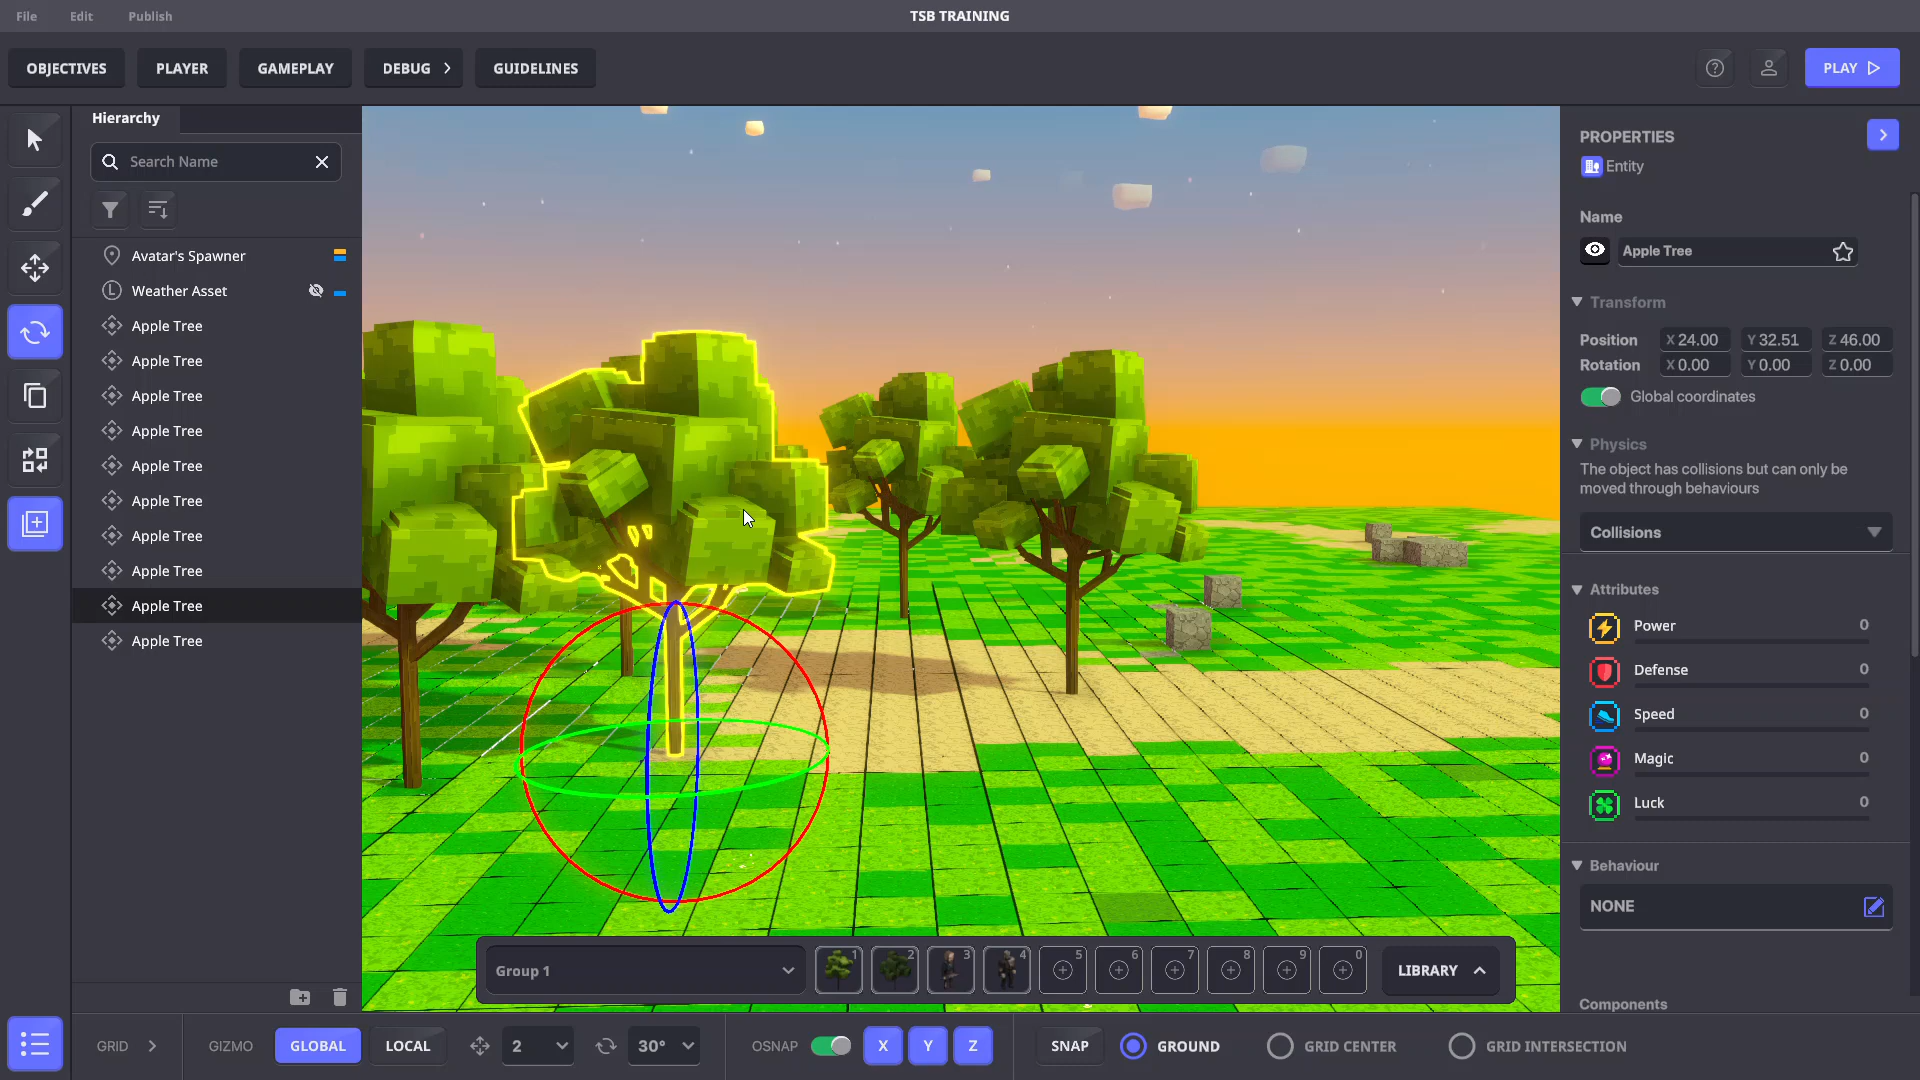 File Edit Publish
TSB TRAINING
OBJECTIVES PLAYER GAMEPLAY DEBUG GUIDELINES
PLAY
Hierarchy
Search Name
Avatar's Spawner
Weather Asset
Apple Tree
Apple Tree
Apple Tree
Apple Tree
Apple Tree
Apple Tree
Apple Tree
Apple Tree
Apple Tree
Apple Tree
PROPERTIES
Entity
Name
Apple Tree
Transform
Position X 24.00 Y 32.51 Z 46.00
Rotation X 0.00 Y 0.00 Z 0.00
Global coordinates
Physics
The object has collisions but can only be
moved through behaviours
Collisions
Attributes
Power 0
Defense 0
Speed 0
Magic 0
Luck 0
Behaviour
NONE
Components
Group 1
1 2 3 4 5 6 7 8 9 0
LIBRARY
GRID GIZMO GLOBAL LOCAL 2 30° OSNAP X Y Z SNAP GROUND GRID CENTER GRID INTERSECTION